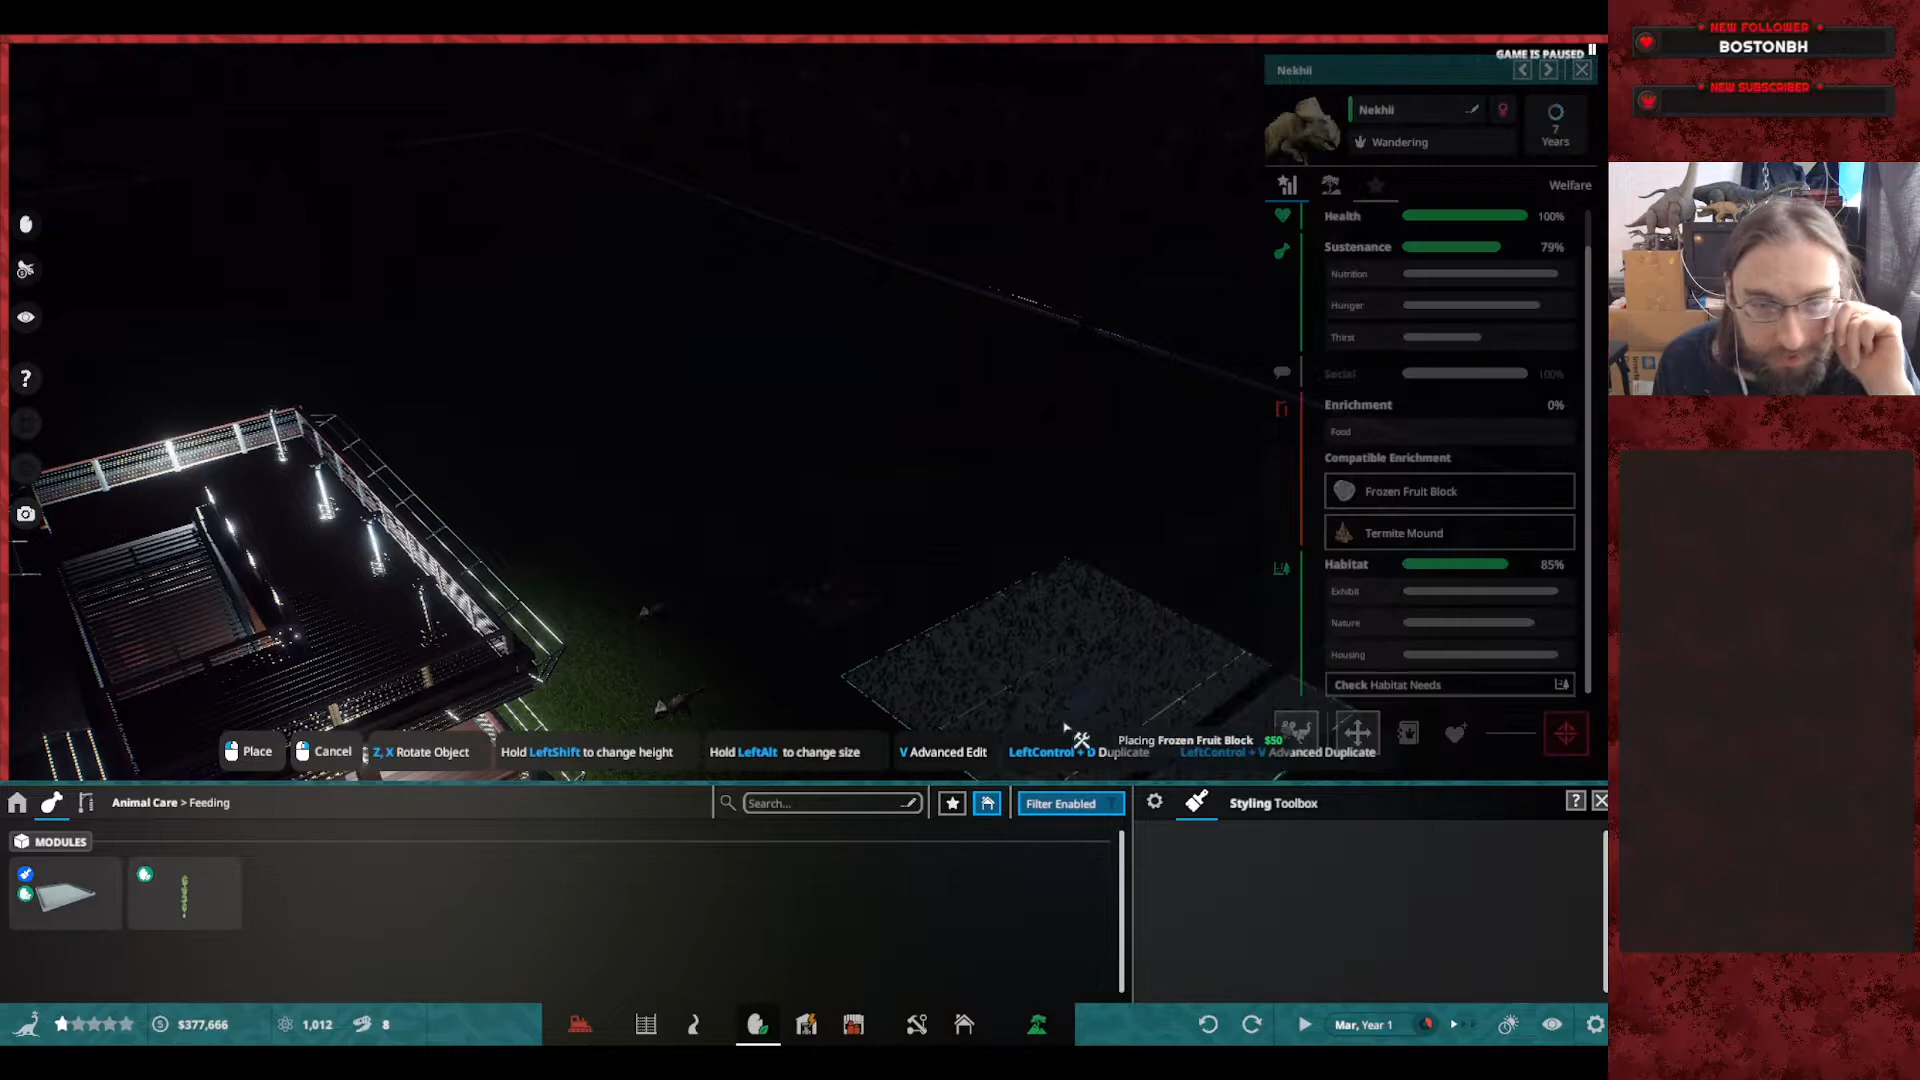 NEW FOLLOWER
BOSTONBH
NEW SUBSCRIBER
GAME IS PAUSED
Nekhii
Nekhii
Wandering
7
Years
Welfare
Health 100%
Sustenance 79%
Nutrition
Hunger
Thirst
Social 100%
Enrichment 0%
Food
Compatible Enrichment
Frozen Fruit Block
Termite Mound
Habitat 85%
Exhibit
Nature
Housing
Check Habitat Needs
?
Placing Frozen Fruit Block $50
Place
Cancel
Z, X Rotate Object
Hold LeftShift to change height
Hold LeftAlt to change size
V Advanced Edit
LeftControl + D Duplicate
LeftControl + V Advanced Duplicate
Animal Care > Feeding
Search...
Filter Enabled
Styling Toolbox
?
MODULES
$377,666
1,012
8
Mar, Year 1